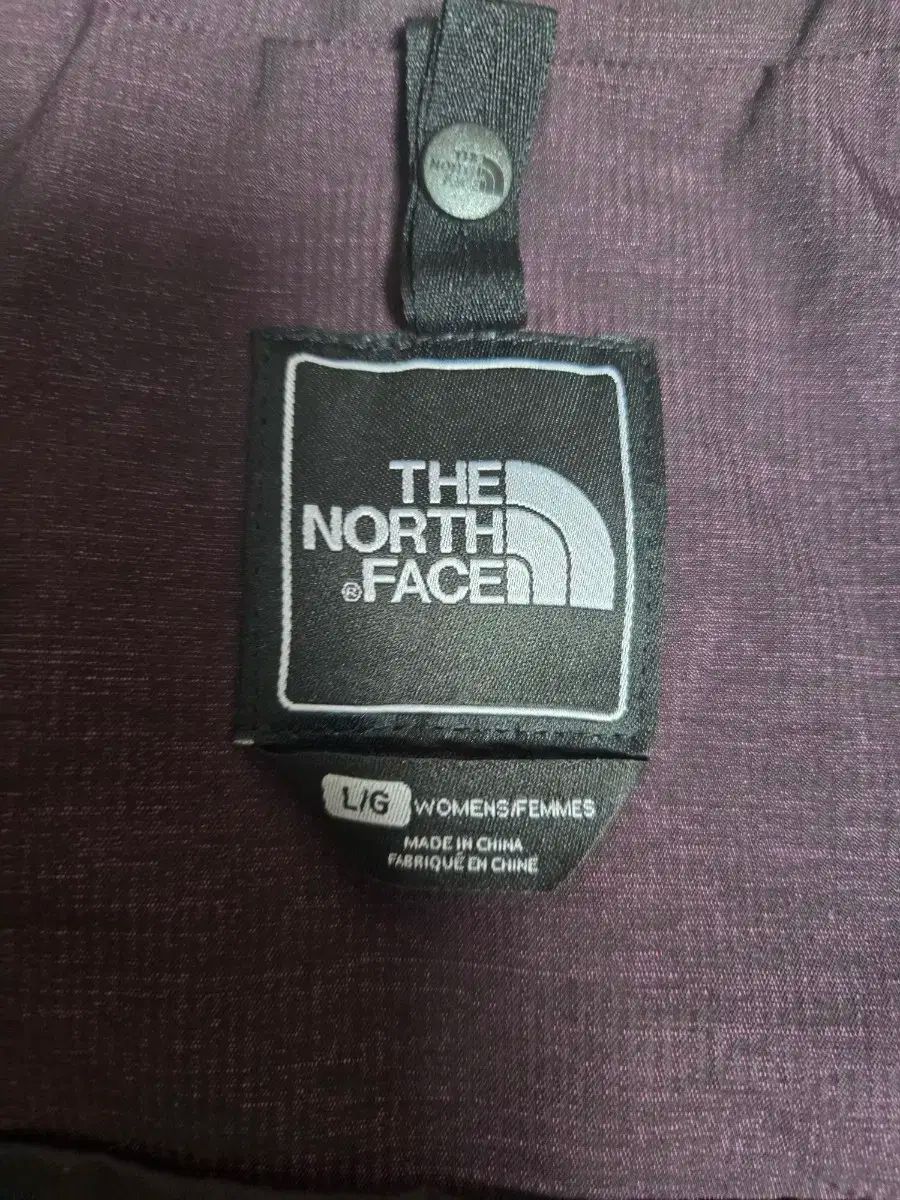 THE
NORTH
FACE
THE
NORTH
®FACE
L/G WOMENS/FEMMES
MADE IN CHINA
FABRIQUÉ EN CHINE